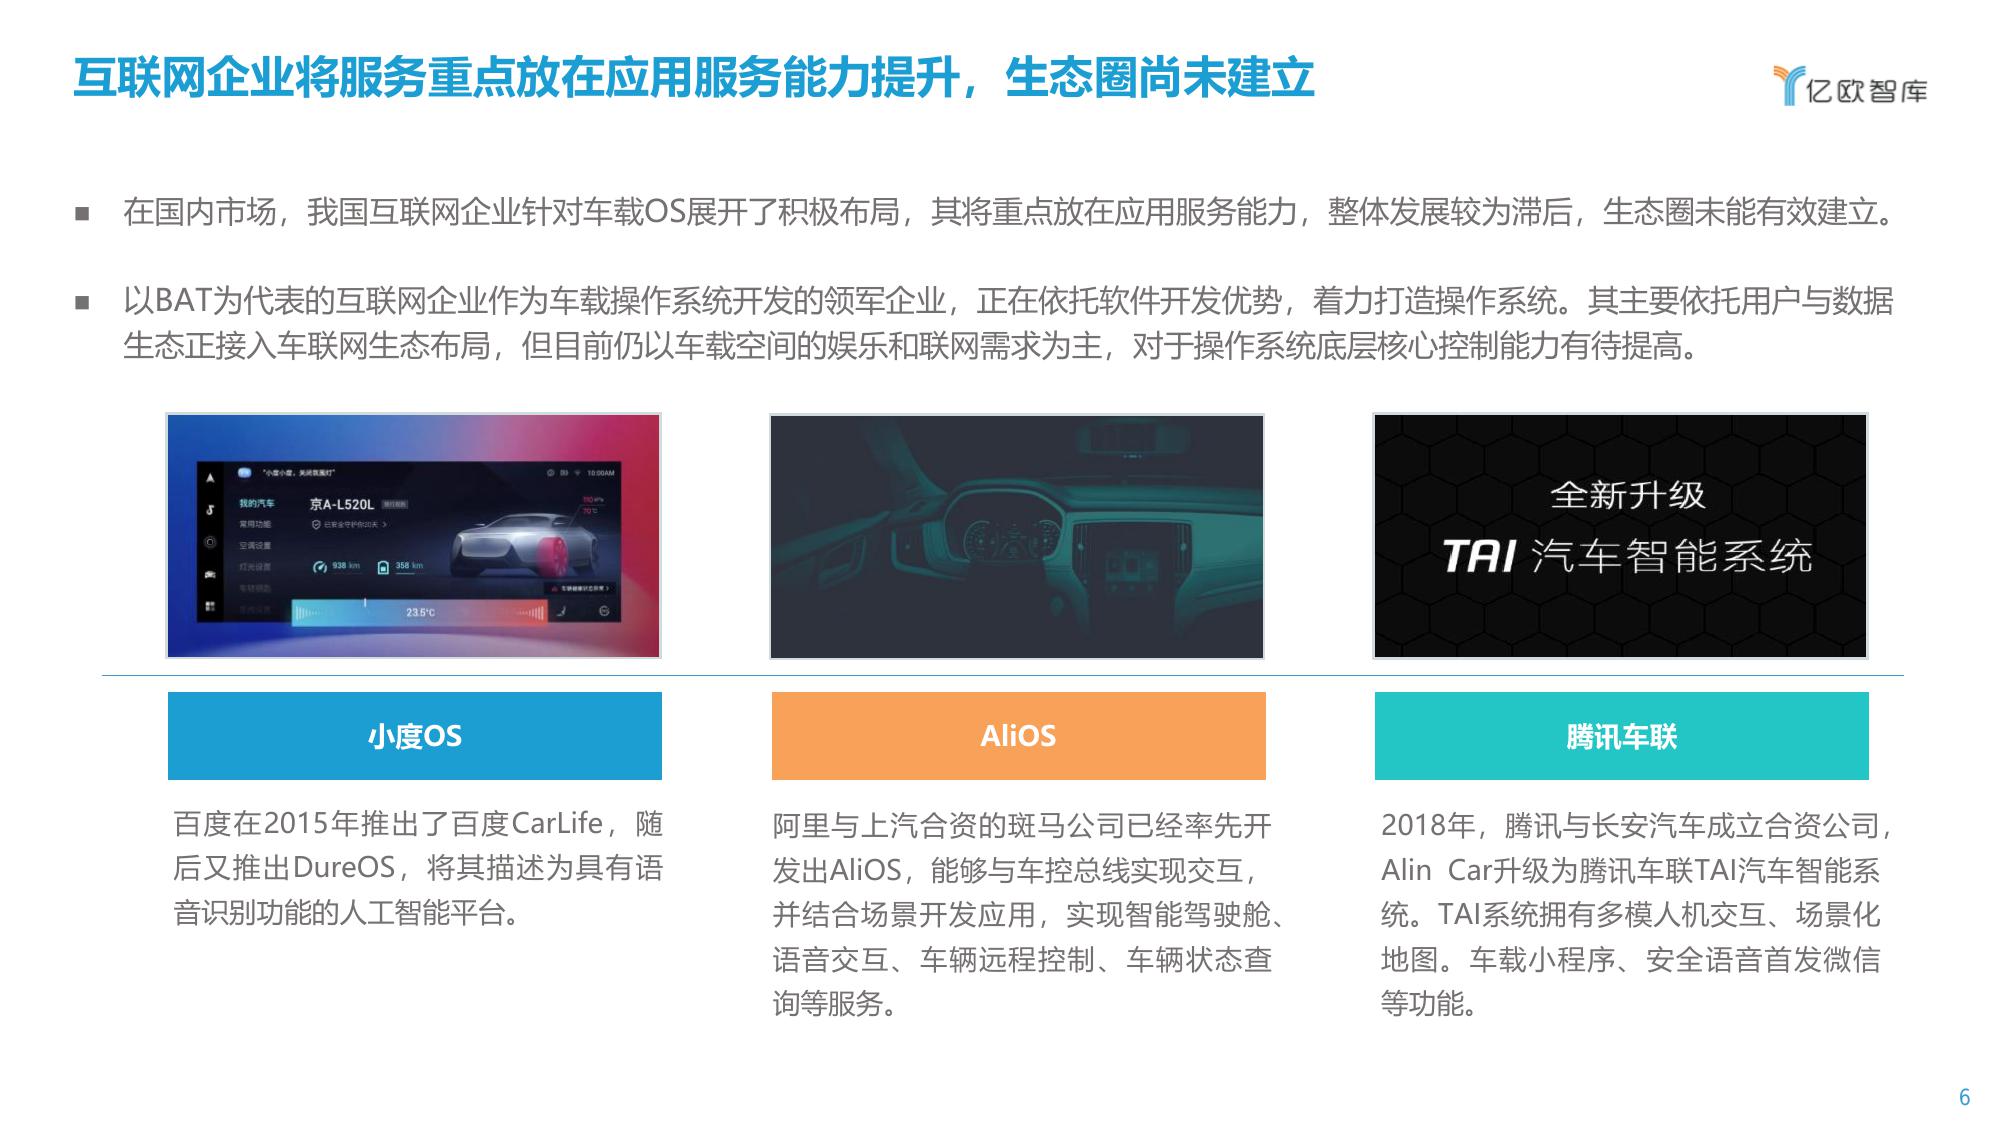 互联网企业将服务重点放在应用服务能力提升，生态圈尚未建立
亿欧智库
■ 在国内市场，我国互联网企业针对车载OS展开了积极布局，其将重点放在应用服务能力，整体发展较为滞后，生态圈未能有效建立。
■ 以BAT为代表的互联网企业作为车载操作系统开发的领军企业，正在依托软件开发优势，着力打造操作系统。其主要依托用户与数据
生态正接入车联网生态布局，但目前仍以车载空间的娱乐和联网需求为主，对于操作系统底层核心控制能力有待提高。
"小度小度，关闭氛围灯"
10:00AM
我的汽车
京A-L520L
常用功能
已安全守护你20天 >
空调设置
灯光设置
938 km
358 km
23.5°C
全新升级
TAI 汽车智能系统
小度OS
百度在2015年推出了百度CarLife，随
后又推出DureOS，将其描述为具有语
音识别功能的人工智能平台。
AliOS
阿里与上汽合资的斑马公司已经率先开
发出AliOS，能够与车控总线实现交互，
并结合场景开发应用，实现智能驾驶舱、
语音交互、车辆远程控制、车辆状态查
询等服务。
腾讯车联
2018年，腾讯与长安汽车成立合资公司，
Alin Car升级为腾讯车联TAI汽车智能系
统。TAI系统拥有多模人机交互、场景化
地图。车载小程序、安全语音首发微信
等功能。
6